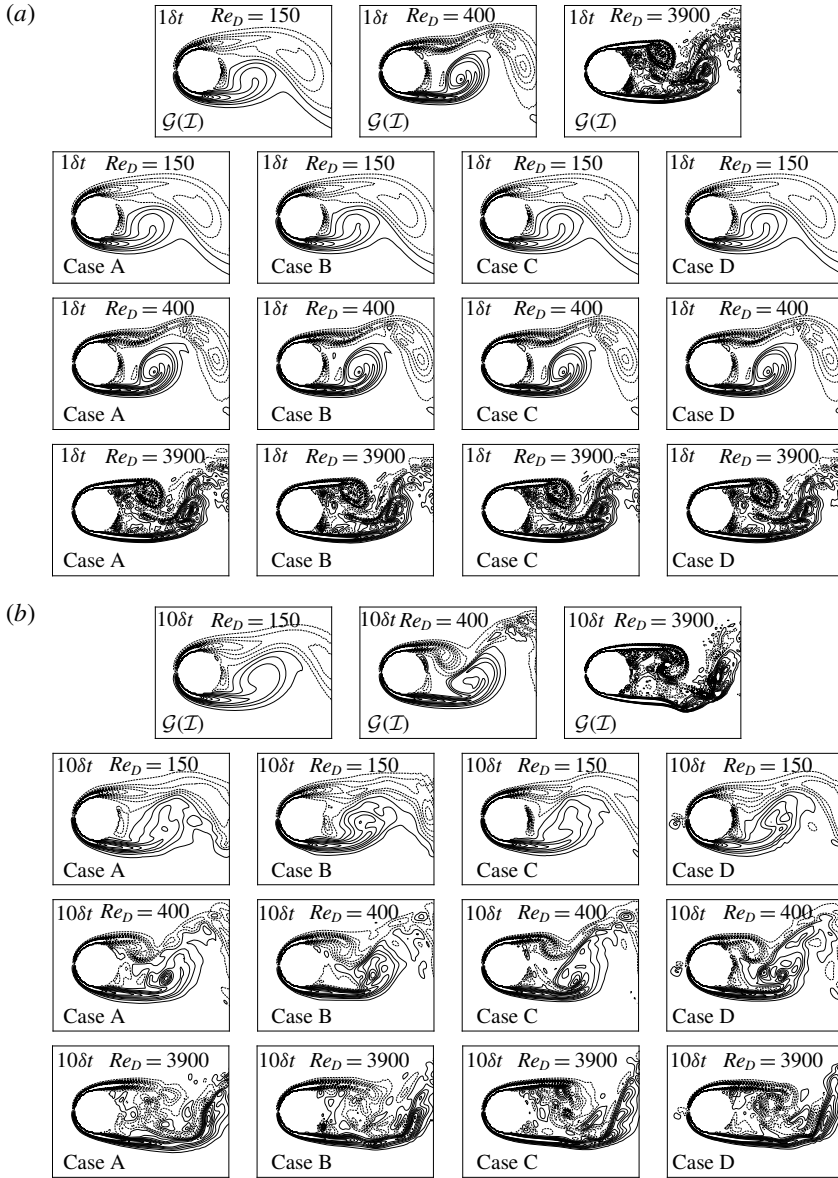 (a)
1δt Re_D = 150
𝒢(ℐ)
1δt Re_D = 400
𝒢(ℐ)
1δt Re_D = 3900
𝒢(ℐ)
1δt Re_D = 150
Case A
1δt Re_D = 150
Case B
1δt Re_D = 150
Case C
1δt Re_D = 150
Case D
1δt Re_D = 400
Case A
1δt Re_D = 400
Case B
1δt Re_D = 400
Case C
1δt Re_D = 400
Case D
1δt Re_D = 3900
Case A
1δt Re_D = 3900
Case B
1δt Re_D = 3900
Case C
1δt Re_D = 3900
Case D
(b)
10δt Re_D = 150
𝒢(ℐ)
10δt Re_D = 400
𝒢(ℐ)
10δt Re_D = 3900
𝒢(ℐ)
10δt Re_D = 150
Case A
10δt Re_D = 150
Case B
10δt Re_D = 150
Case C
10δt Re_D = 150
Case D
10δt Re_D = 400
Case A
10δt Re_D = 400
Case B
10δt Re_D = 400
Case C
10δt Re_D = 400
Case D
10δt Re_D = 3900
Case A
10δt Re_D = 3900
Case B
10δt Re_D = 3900
Case C
10δt Re_D = 3900
Case D